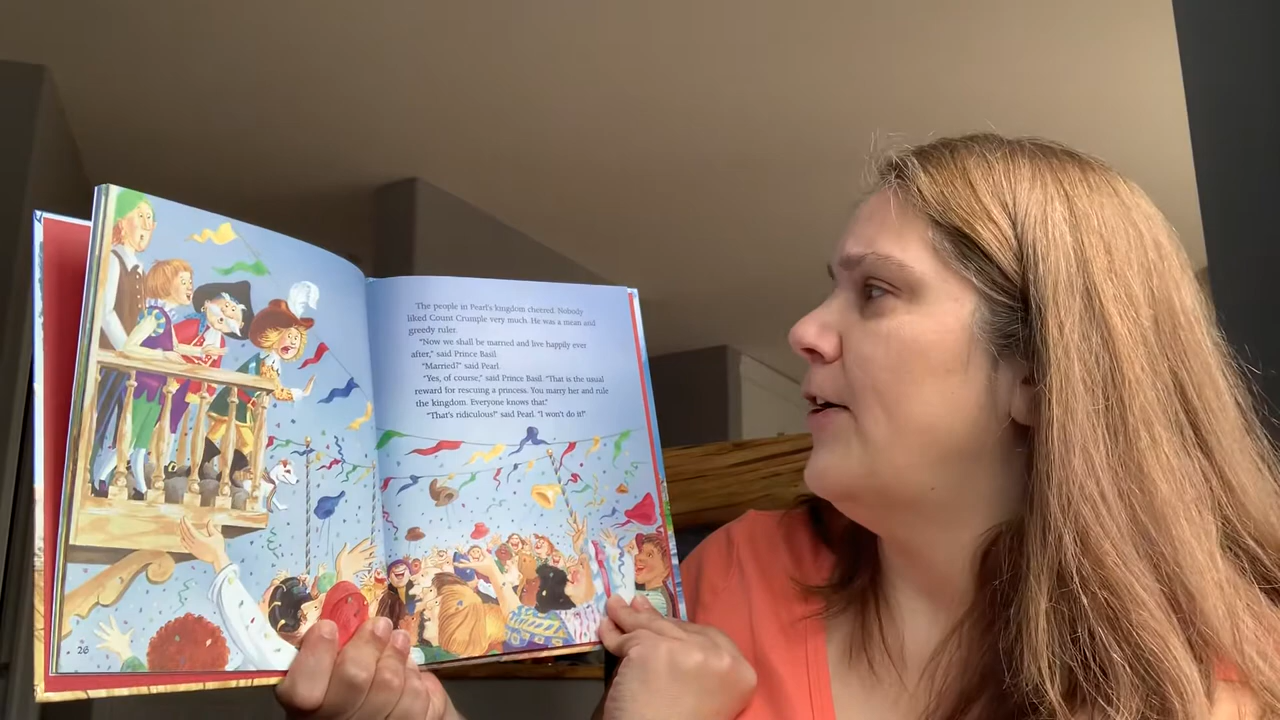 The people in Pearl's kingdom cheered. Nobody
liked Count Crumple very much. He was a mean and
greedy ruler.
"Now we shall be married and live happily ever
after," said Prince Basil.
"Married?" said Pearl.
"Yes, of course," said Prince Basil. "That is the usual
reward for rescuing a princess. You marry her and rule
the kingdom. Everyone knows that."
"That's ridiculous!" said Pearl. "I won't do it!"
26